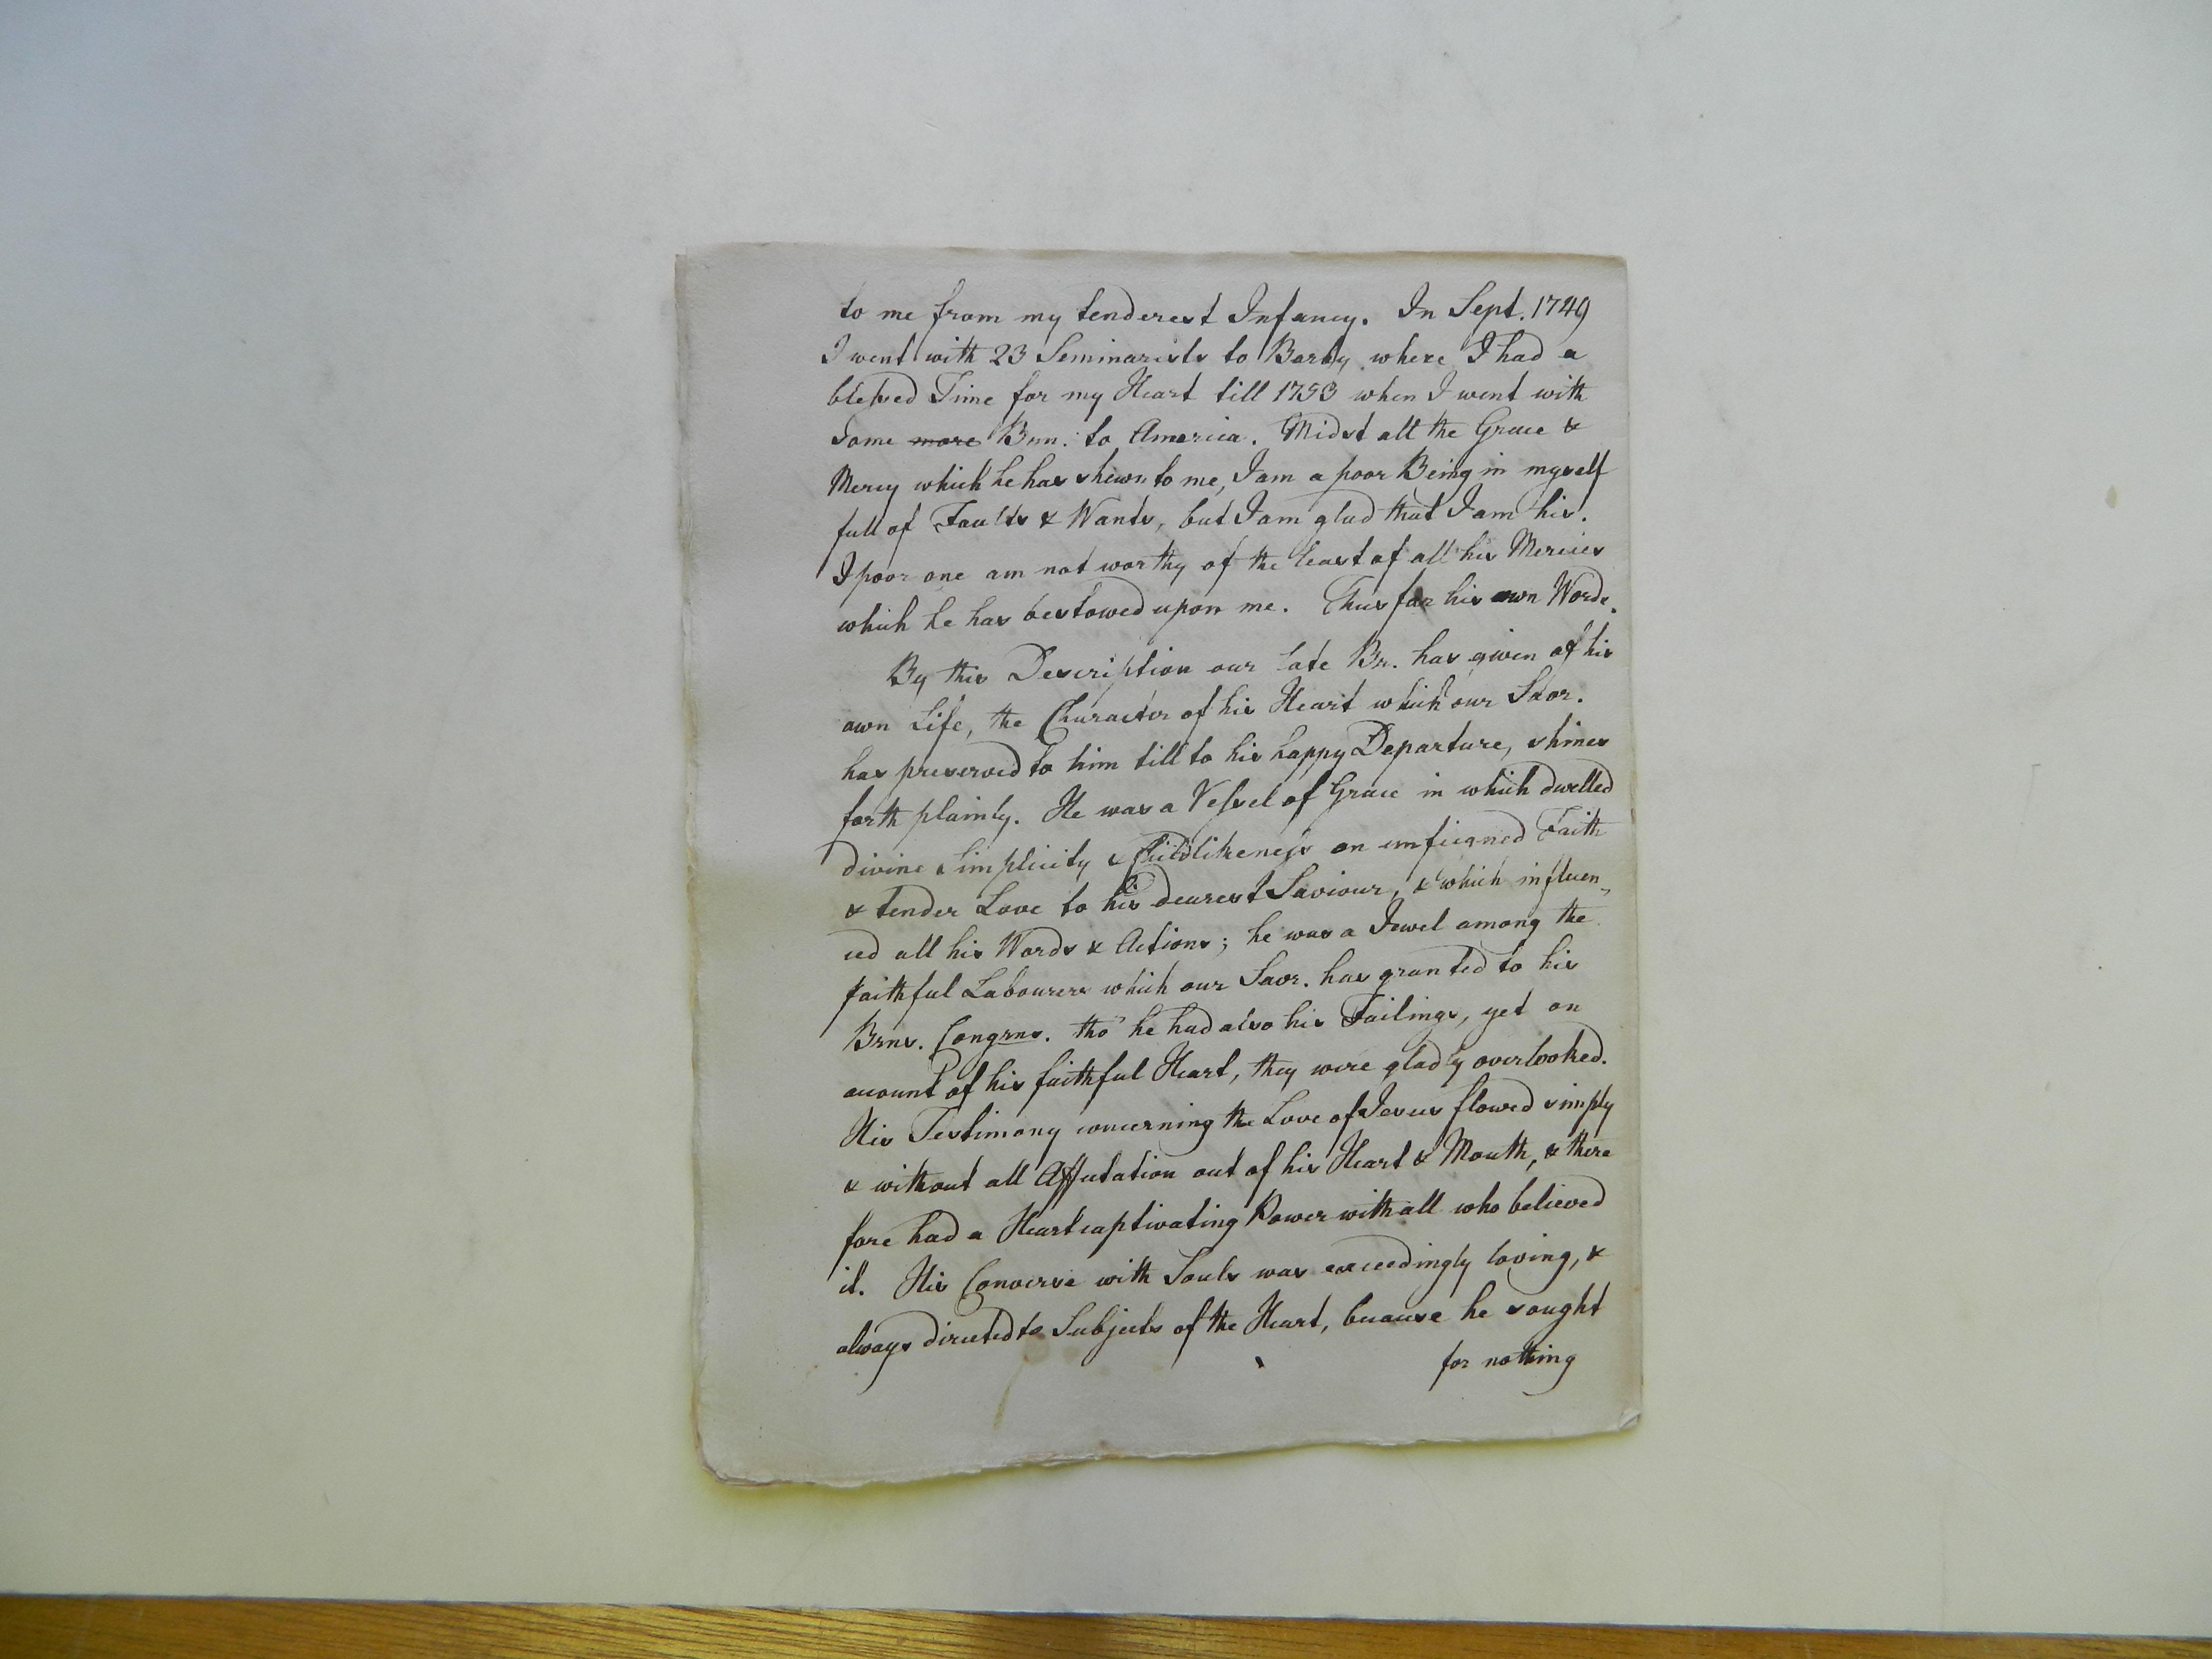 to me from my tenderest Infancy. In Sept. 1749
I went with 23 Seminarists to Barby where I had a
blessed Time for my Heart till 1753 when I went with
some more Brn. to America. Midst all the Grace &
Mercy which he has shewn to me, I am a poor Being in myself
full of Faults & Wants, but I am glad that I am his.
I poor one am not worthy of the least of all his Mercies
which he has bestowed upon me. Thus far his own Words.
By this Description our late Br. has given of his
own Life, the Character of his Heart which our Savr.
has preserved to him till to his happy Departure, shines
forth plainly. He was a Vessel of Grace in which dwelled
divine Simplicity & Childlikeness an unfeigned Faith
& tender Love to his dearest Saviour, & which influen„
ced all his Words & Actions; he was a Jewel among the
faithful Labourers which our Savr. has granted to his
Brns. Congrns. tho' he had also his Failings, yet on
account of his faithful Heart, they were gladly overlooked.
His Testimony concerning the Love of Jesus flowed simply
& without all Affectation out of his Heart & Mouth, & there
fore had a Heartcaptivating Power with all who believed
it. His Converse with Souls was exceedingly loving, &
always directed to Subjects of the Heart, because he sought
for nothing